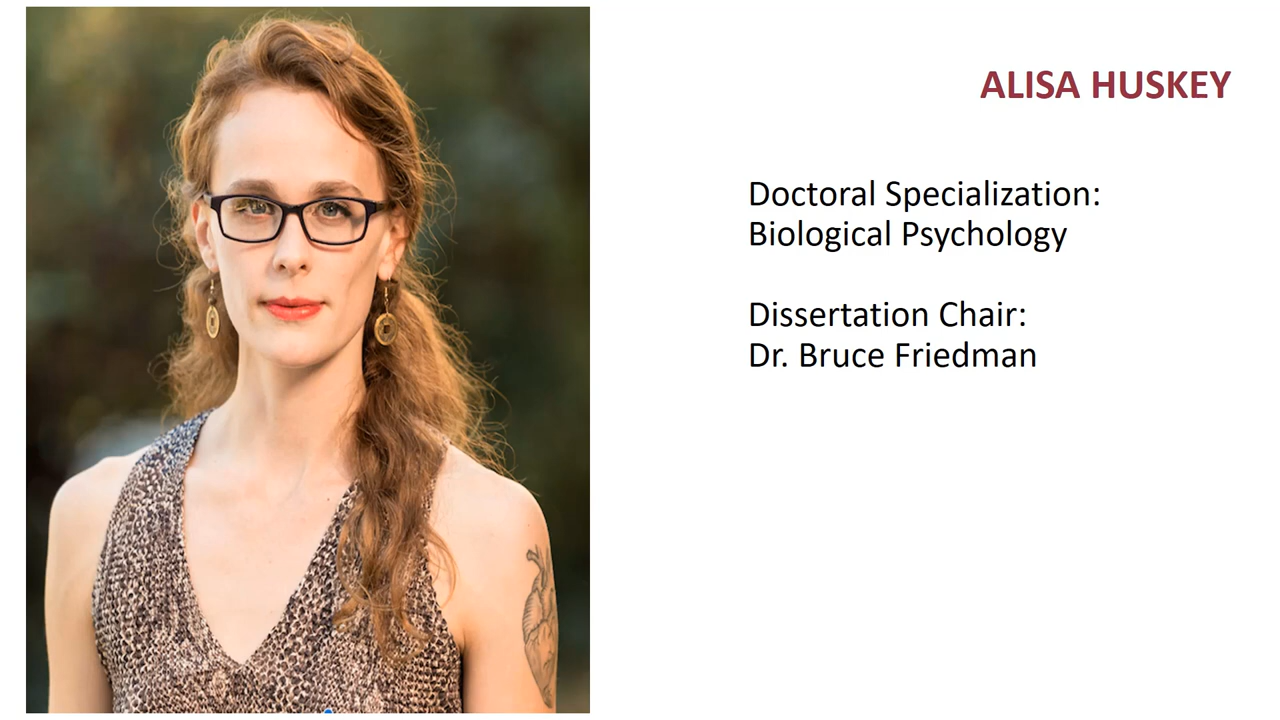 ALISA HUSKEY
Doctoral Specialization:
Biological Psychology
Dissertation Chair:
Dr. Bruce Friedman